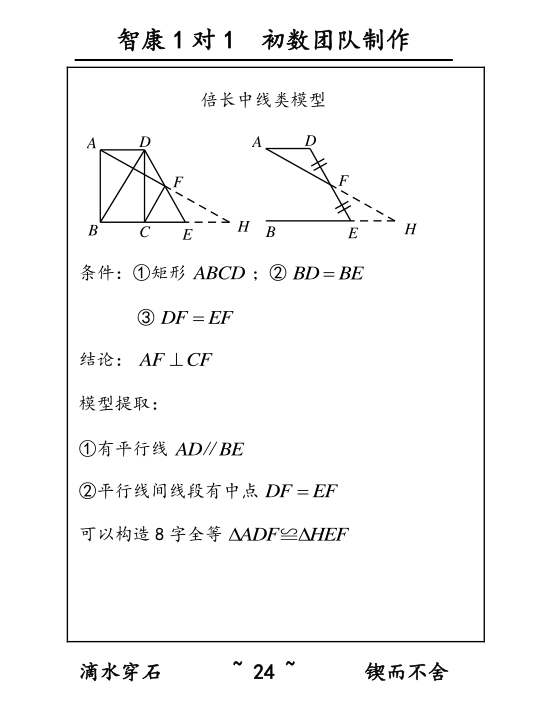 智康1对1 初数团队制作
倍长中线类模型
A D F B C E H
A D F B E H
条件：①矩形 ABCD；② BD=BE
③ DF=EF
结论： AF⊥CF
模型提取：
①有平行线 AD//BE
②平行线间线段有中点 DF=EF
可以构造8字全等 ΔADF≌ΔHEF
滴水穿石 ~ 24 ~ 锲而不舍